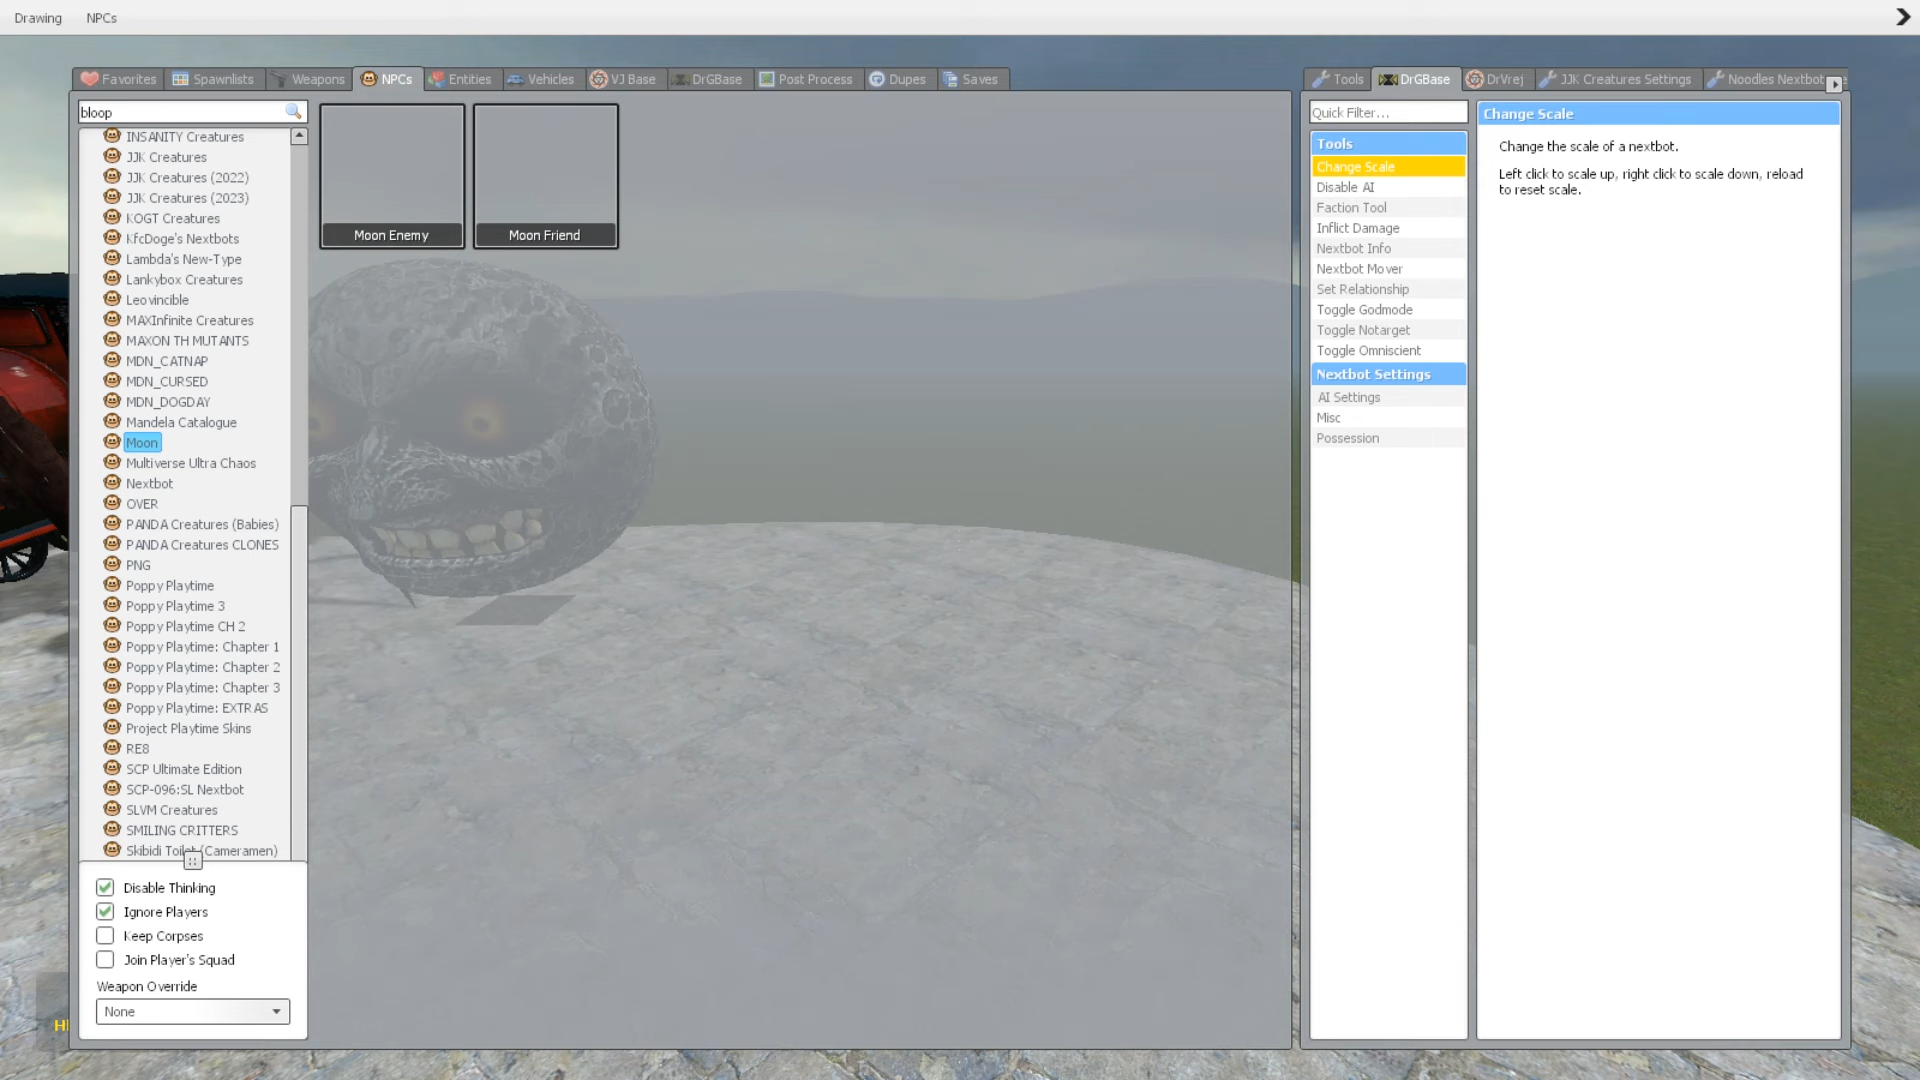 Drawing NPCs
Favorites Spawnlists Weapons NPCs Entities Vehicles VJ Base DrGBase Post Process Dupes Saves
bloop
INSANITY Creatures
JJK Creatures
JJK Creatures (2022)
JJK Creatures (2023)
KOGT Creatures
KfcDoge's Nextbots
Lambda's New-Type
Lankybox Creatures
Leovincible
MAXInfinite Creatures
MAXON TH MUTANTS
MDN_CATNAP
MDN_CURSED
MDN_DOGDAY
Mandela Catalogue
Moon
Multiverse Ultra Chaos
Nextbot
OVER
PANDA Creatures (Babies)
PANDA Creatures CLONES
PNG
Poppy Playtime
Poppy Playtime 3
Poppy Playtime CH 2
Poppy Playtime: Chapter 1
Poppy Playtime: Chapter 2
Poppy Playtime: Chapter 3
Poppy Playtime: EXTRAS
Project Playtime Skins
RE8
SCP Ultimate Edition
SCP-096:SL Nextbot
SLVM Creatures
SMILING CRITTERS
Skibidi Toilet (Cameramen)
Disable Thinking
Ignore Players
Keep Corpses
Join Player's Squad
Weapon Override
None
Moon Enemy
Moon Friend
Tools DrGBase DrVrej JJK Creatures Settings Noodles Nextbot
Quick Filter...
Tools
Change Scale
Disable AI
Faction Tool
Inflict Damage
Nextbot Info
Nextbot Mover
Set Relationship
Toggle Godmode
Toggle Notarget
Toggle Omniscient
Nextbot Settings
AI Settings
Misc
Possession
Change Scale
Change the scale of a nextbot.
Left click to scale up, right click to scale down, reload
to reset scale.